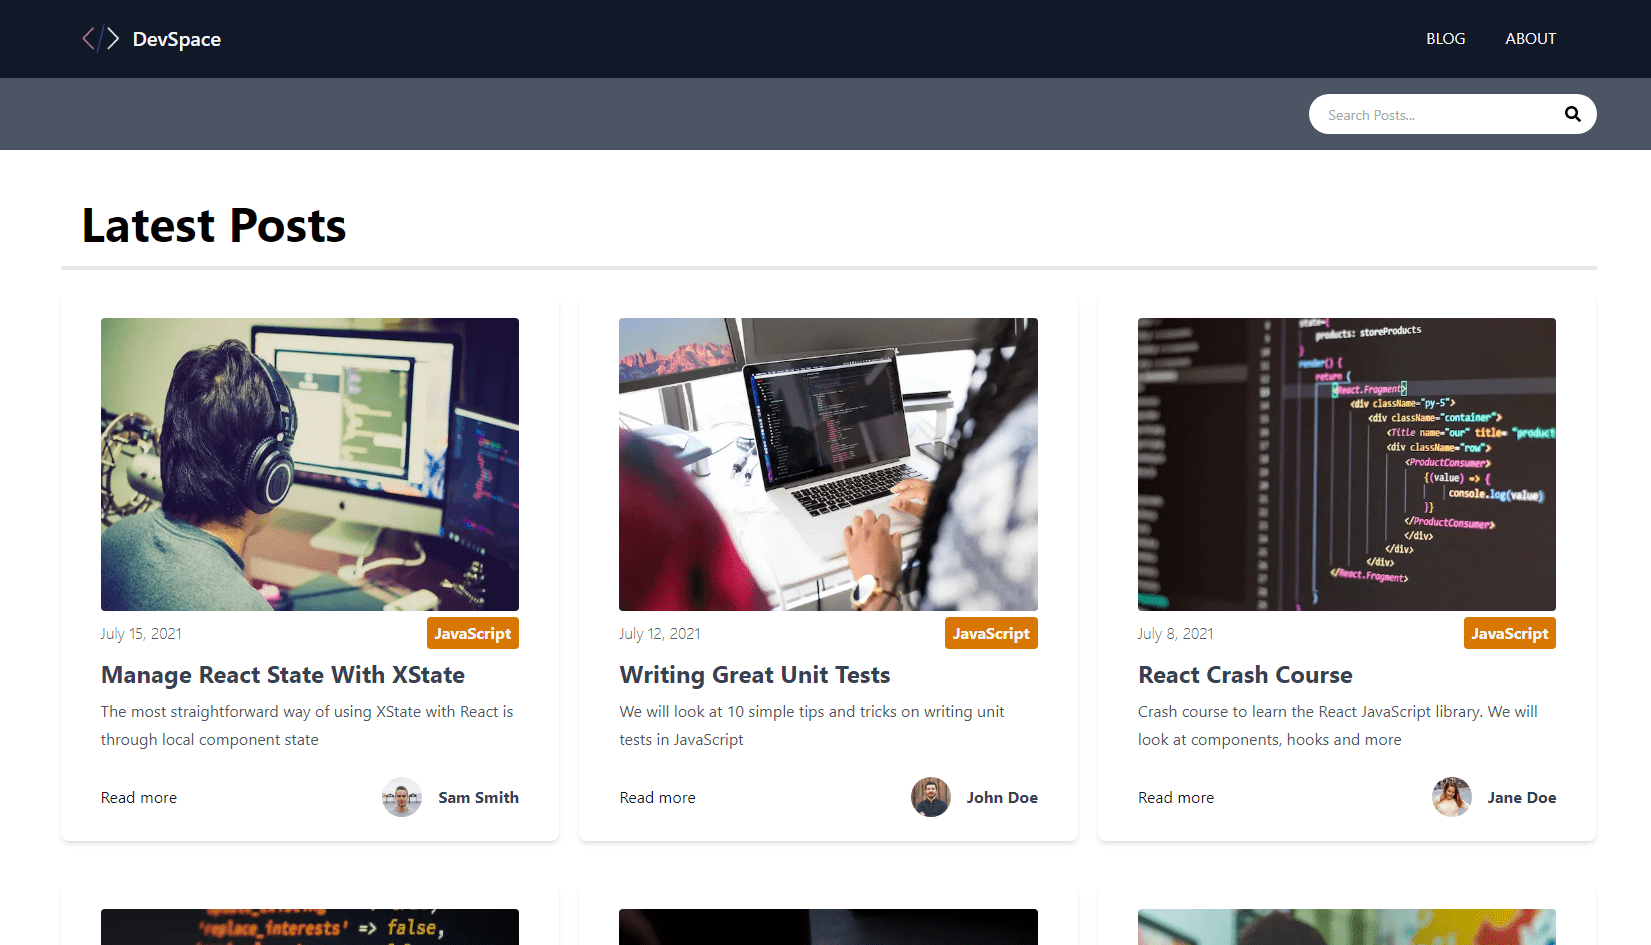 DevSpace
BLOG
ABOUT
Search Posts...
Latest Posts
July 15, 2021
JavaScript
Manage React State With XState
The most straightforward way of using XState with React is
through local component state
Read more
Sam Smith
July 12, 2021
JavaScript
Writing Great Unit Tests
We will look at 10 simple tips and tricks on writing unit
tests in JavaScript
Read more
John Doe
products: storeProducts
render() {
return (
<React.Fragment>
<div className="py-5">
<div className="container">
<Title name="our" title= "product
<div className="row">
<ProductConsumer>
{(value) => {
console.log(value)
}}
</ProductConsumer>
</div>
</div>
</div>
</React.Fragment>
July 8, 2021
JavaScript
React Crash Course
Crash course to learn the React JavaScript library. We will
look at components, hooks and more
Read more
Jane Doe
'replace_interests' => false,